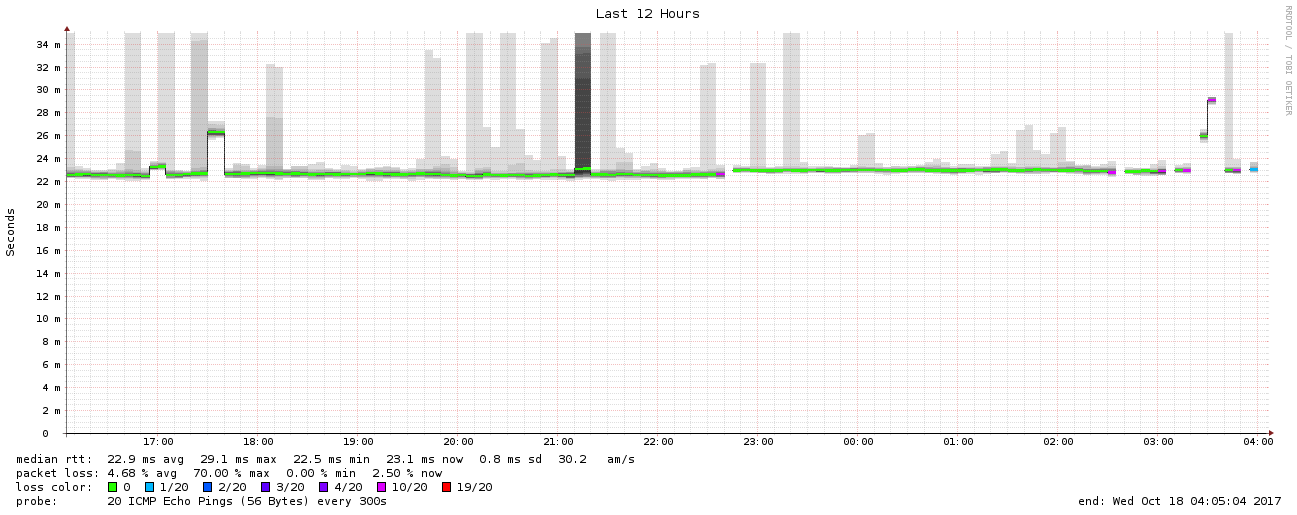 Last 12 Hours
RRDTOOL / TOBI OETIKER
Seconds
34 m
32 m
30 m
28 m
26 m
24 m
22 m
20 m
18 m
16 m
14 m
12 m
10 m
8 m
6 m
4 m
2 m
0
17:00 18:00 19:00 20:00 21:00 22:00 23:00 00:00 01:00 02:00 03:00 04:00
median rtt: 22.9 ms avg 29.1 ms max 22.5 ms min 23.1 ms now 0.8 ms sd 30.2 am/s
packet loss: 4.68 % avg 70.00 % max 0.00 % min 2.50 % now
loss color: 0 1/20 2/20 3/20 4/20 10/20 19/20
probe: 20 ICMP Echo Pings (56 Bytes) every 300s end: Wed Oct 18 04:05:04 2017